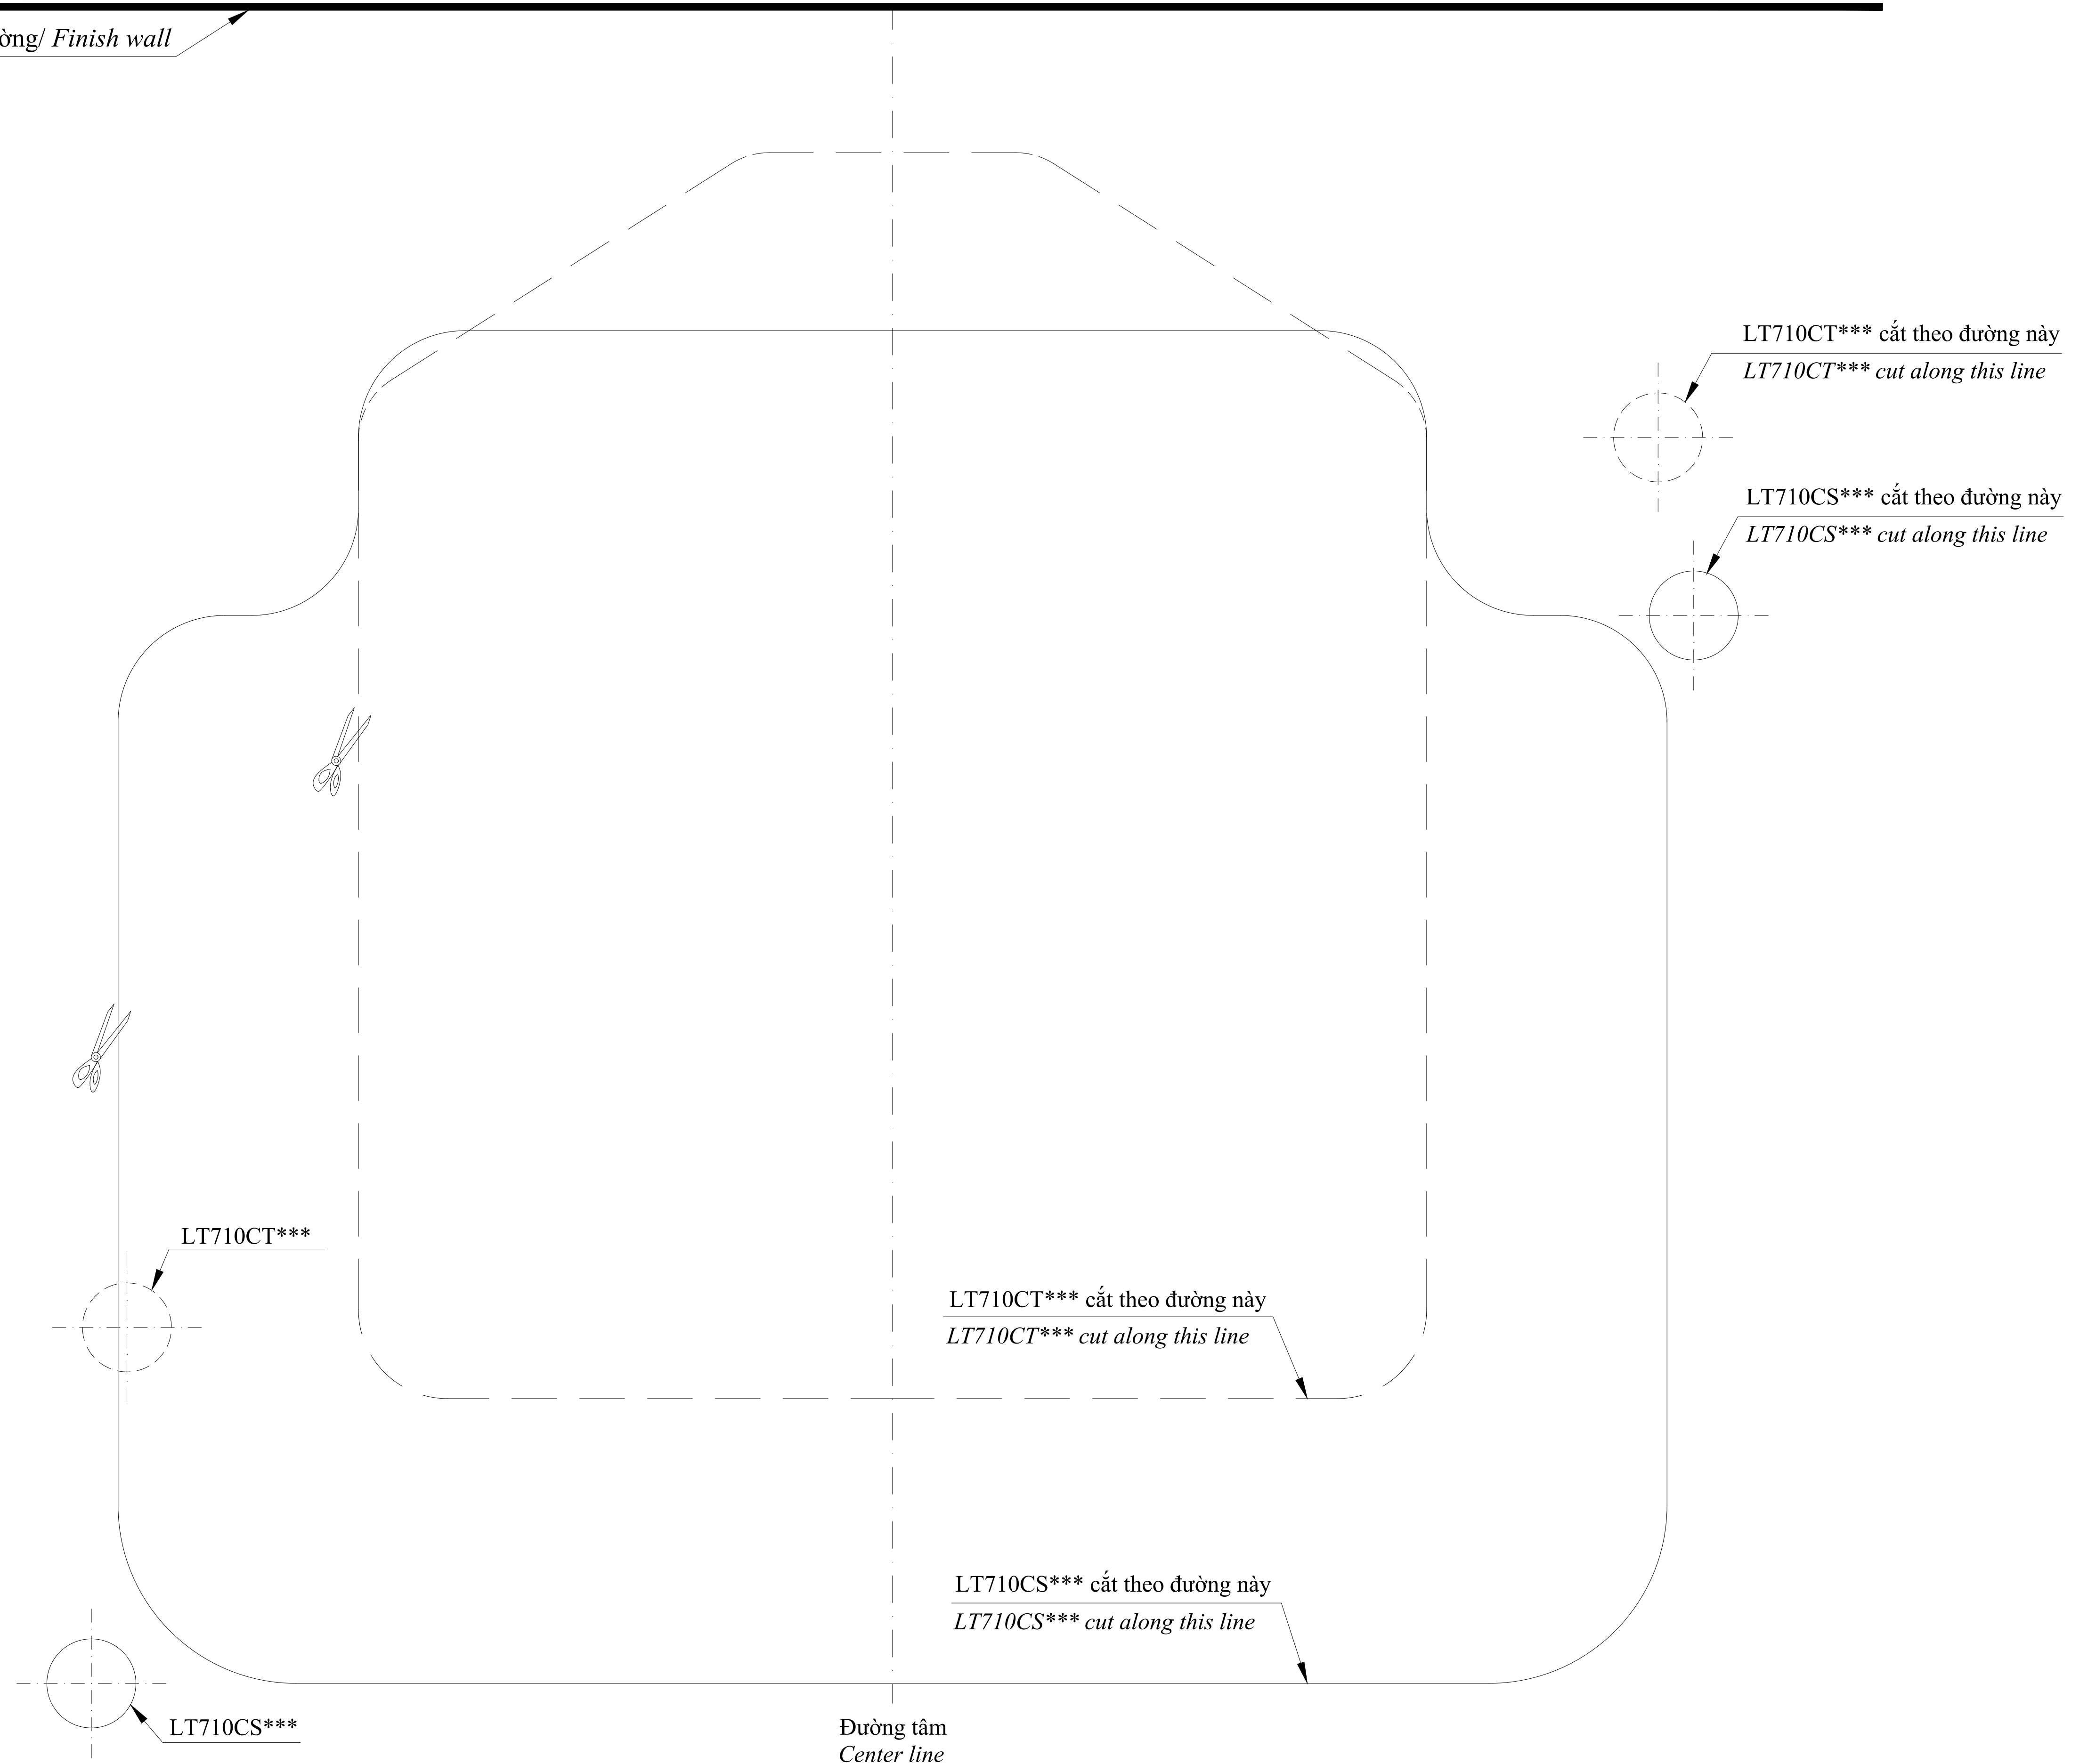 ờng/ Finish wall
LT710CT*** cắt theo đường này
LT710CT*** cut along this line
LT710CS*** cắt theo đường này
LT710CS*** cut along this line
LT710CT***
LT710CT*** cắt theo đường này
LT710CT*** cut along this line
LT710CS*** cắt theo đường này
LT710CS*** cut along this line
LT710CS***
Đường tâm
Center line